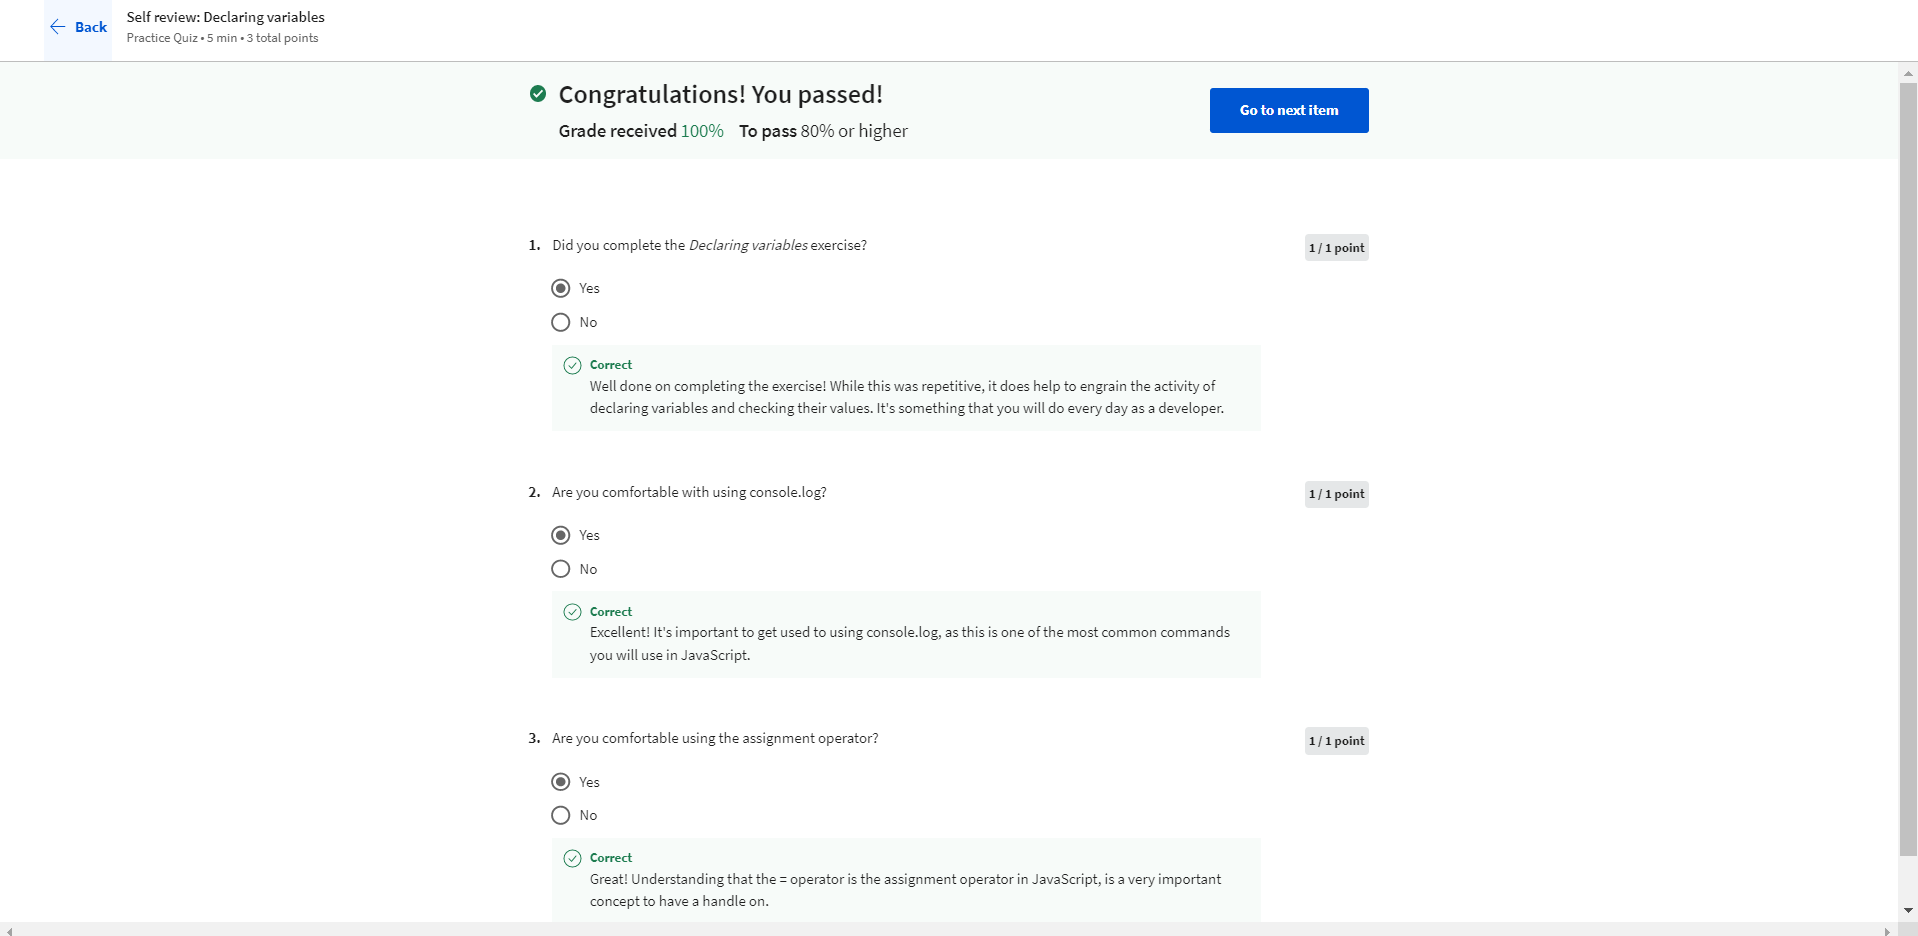 Back
Self review: Declaring variables
Practice Quiz • 5 min • 3 total points
Congratulations! You passed!
Grade received 100% To pass 80% or higher
Go to next item
1. Did you complete the Declaring variables exercise?
1 / 1 point
Yes
No
Correct
Well done on completing the exercise! While this was repetitive, it does help to engrain the activity of
declaring variables and checking their values. It's something that you will do every day as a developer.
2. Are you comfortable with using console.log?
1 / 1 point
Yes
No
Correct
Excellent! It's important to get used to using console.log, as this is one of the most common commands
you will use in JavaScript.
3. Are you comfortable using the assignment operator?
1 / 1 point
Yes
No
Correct
Great! Understanding that the = operator is the assignment operator in JavaScript, is a very important
concept to have a handle on.